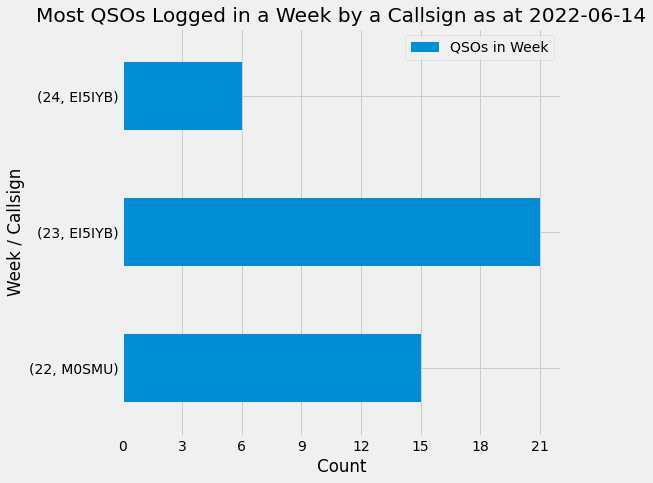 Most QSOs Logged in a Week by a Callsign as at 2022-06-14
QSOs in Week
(24, EI5IYB)
(23, EI5IYB)
(22, M0SMU)
Week / Callsign
0 3 6 9 12 15 18 21
Count